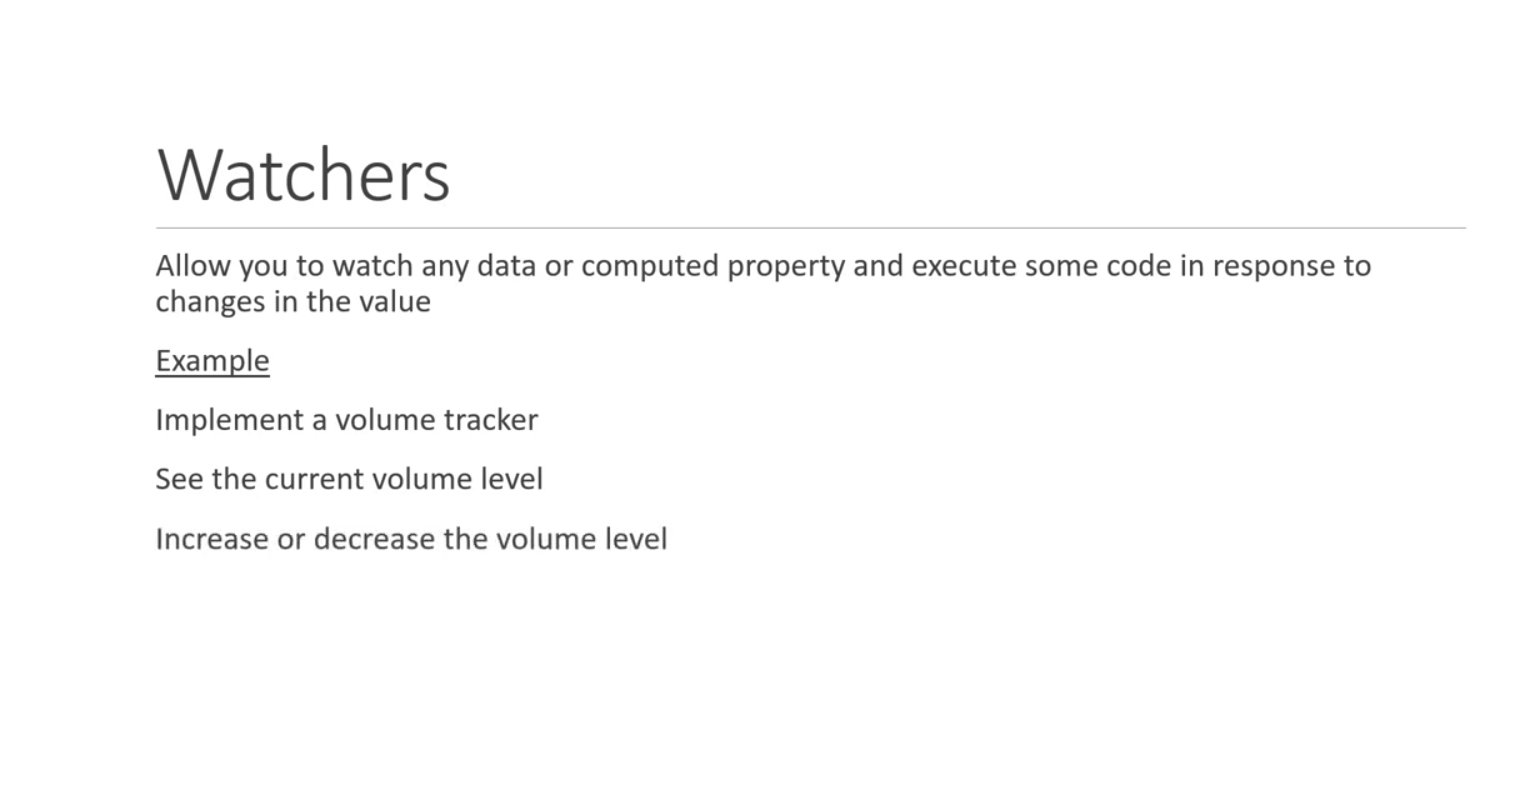 Watchers
Allow you to watch any data or computed property and execute some code in response to
changes in the value
Example
Implement a volume tracker
See the current volume level
Increase or decrease the volume level